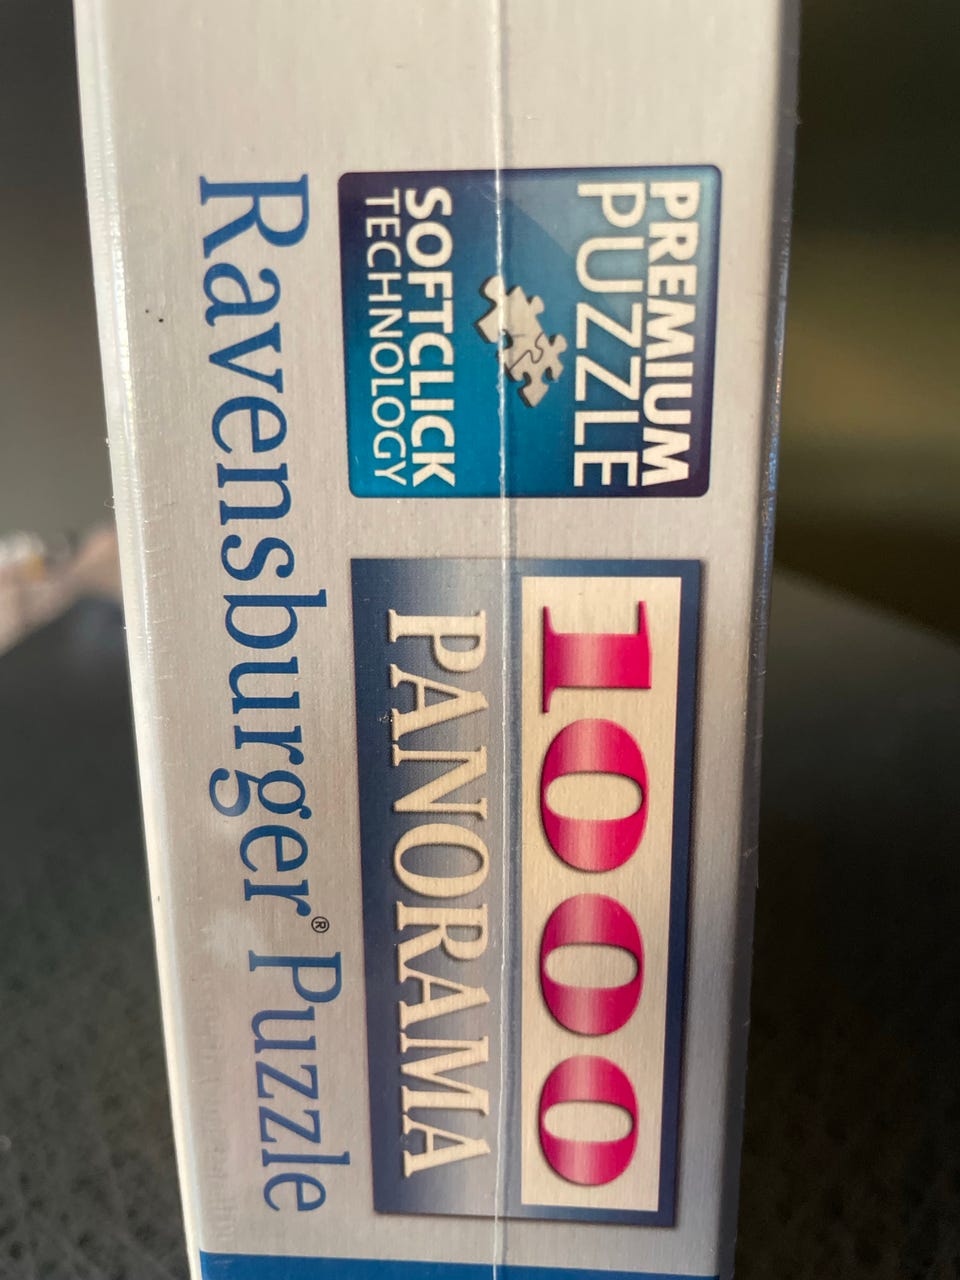 PREMIUM
PUZZLE
SOFTCLICK
TECHNOLOGY
1000
PANORAMA
Ravensburger® Puzzle